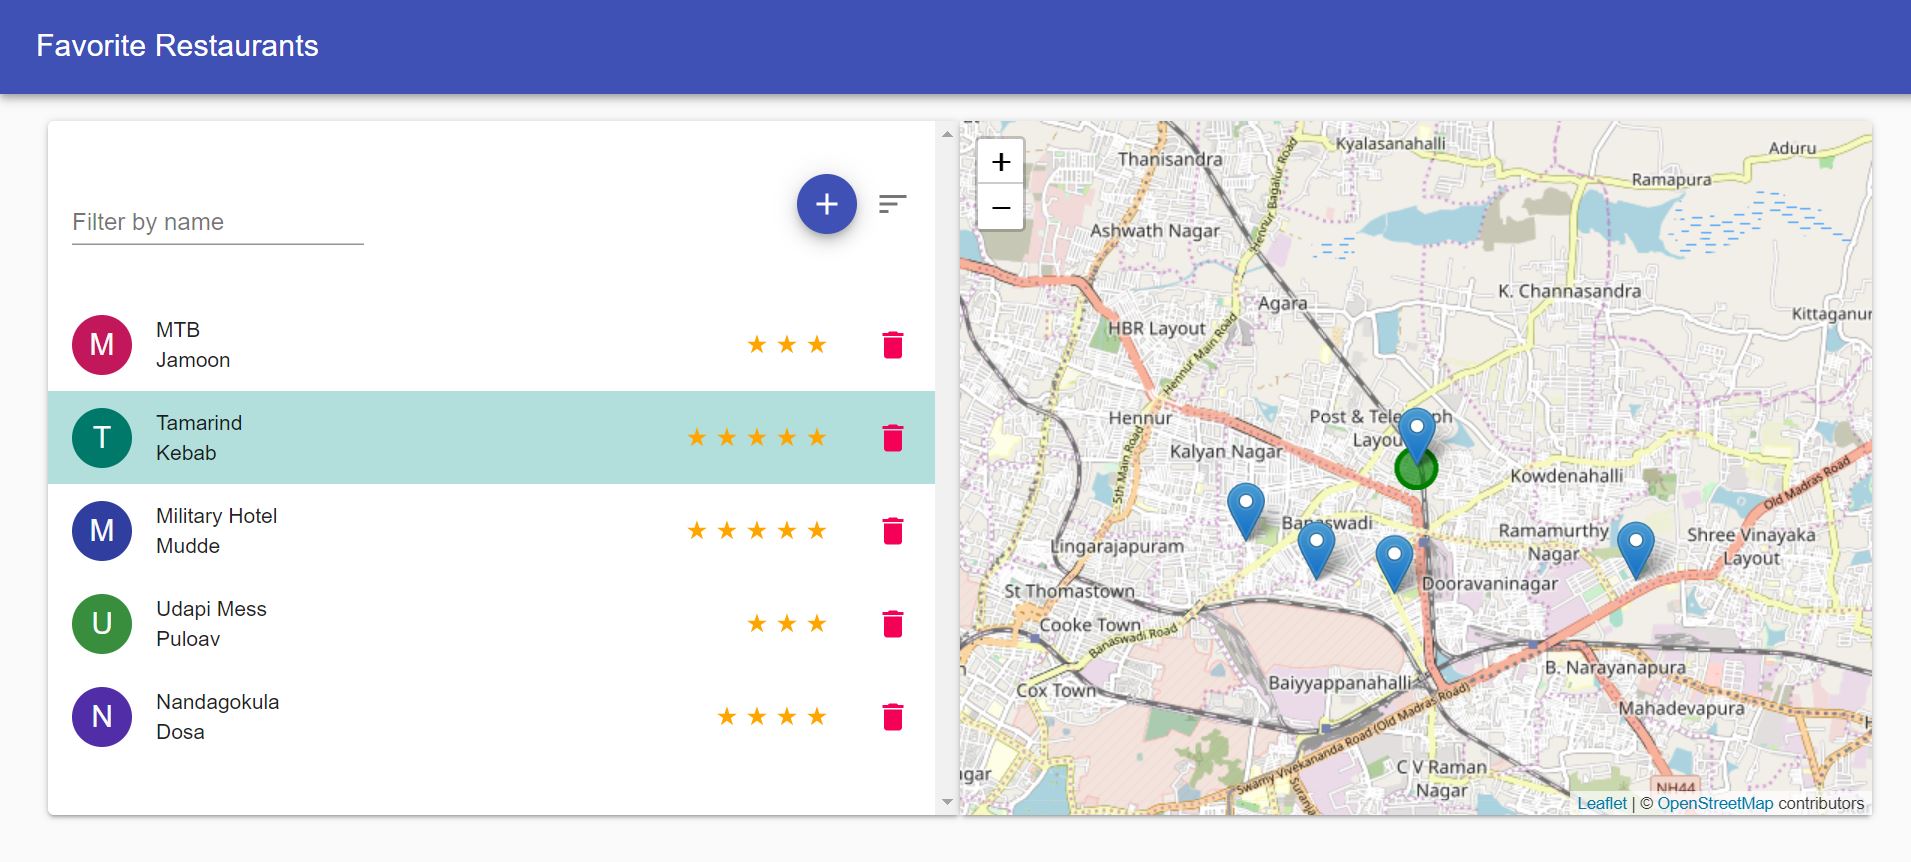 Favorite Restaurants
Filter by name
M
MTB
Jamoon
T
Tamarind
Kebab
M
Military Hotel
Mudde
U
Udapi Mess
Puloav
N
Nandagokula
Dosa
+
−
Thanisandra
Kyalasanahalli
Aduru
Ramapura
Hennur Bagalur Road
Ashwath Nagar
K. Channasandra
Agara
Kittaganur
HBR Layout
Hennur Main Road
Hennur Main Road
Hennur
Post & Telegraph
Layout
Kalyan Nagar
5th Main Road
Kowdenahalli
Old Madras Road
Banaswadi
Ramamurthy
Nagar
Shree Vinayaka
Layout
Lingarajapuram
Dooravaninagar
St Thomastown
Cooke Town
Banaswadi Road
B. Narayanapura
Baiyyappanahalli
Cox Town
Mahadevapura
Swamy Vivekananda Road (Old Madras Road)
C V Raman
Nagar
NH44
Leaflet | © OpenStreetMap contributors